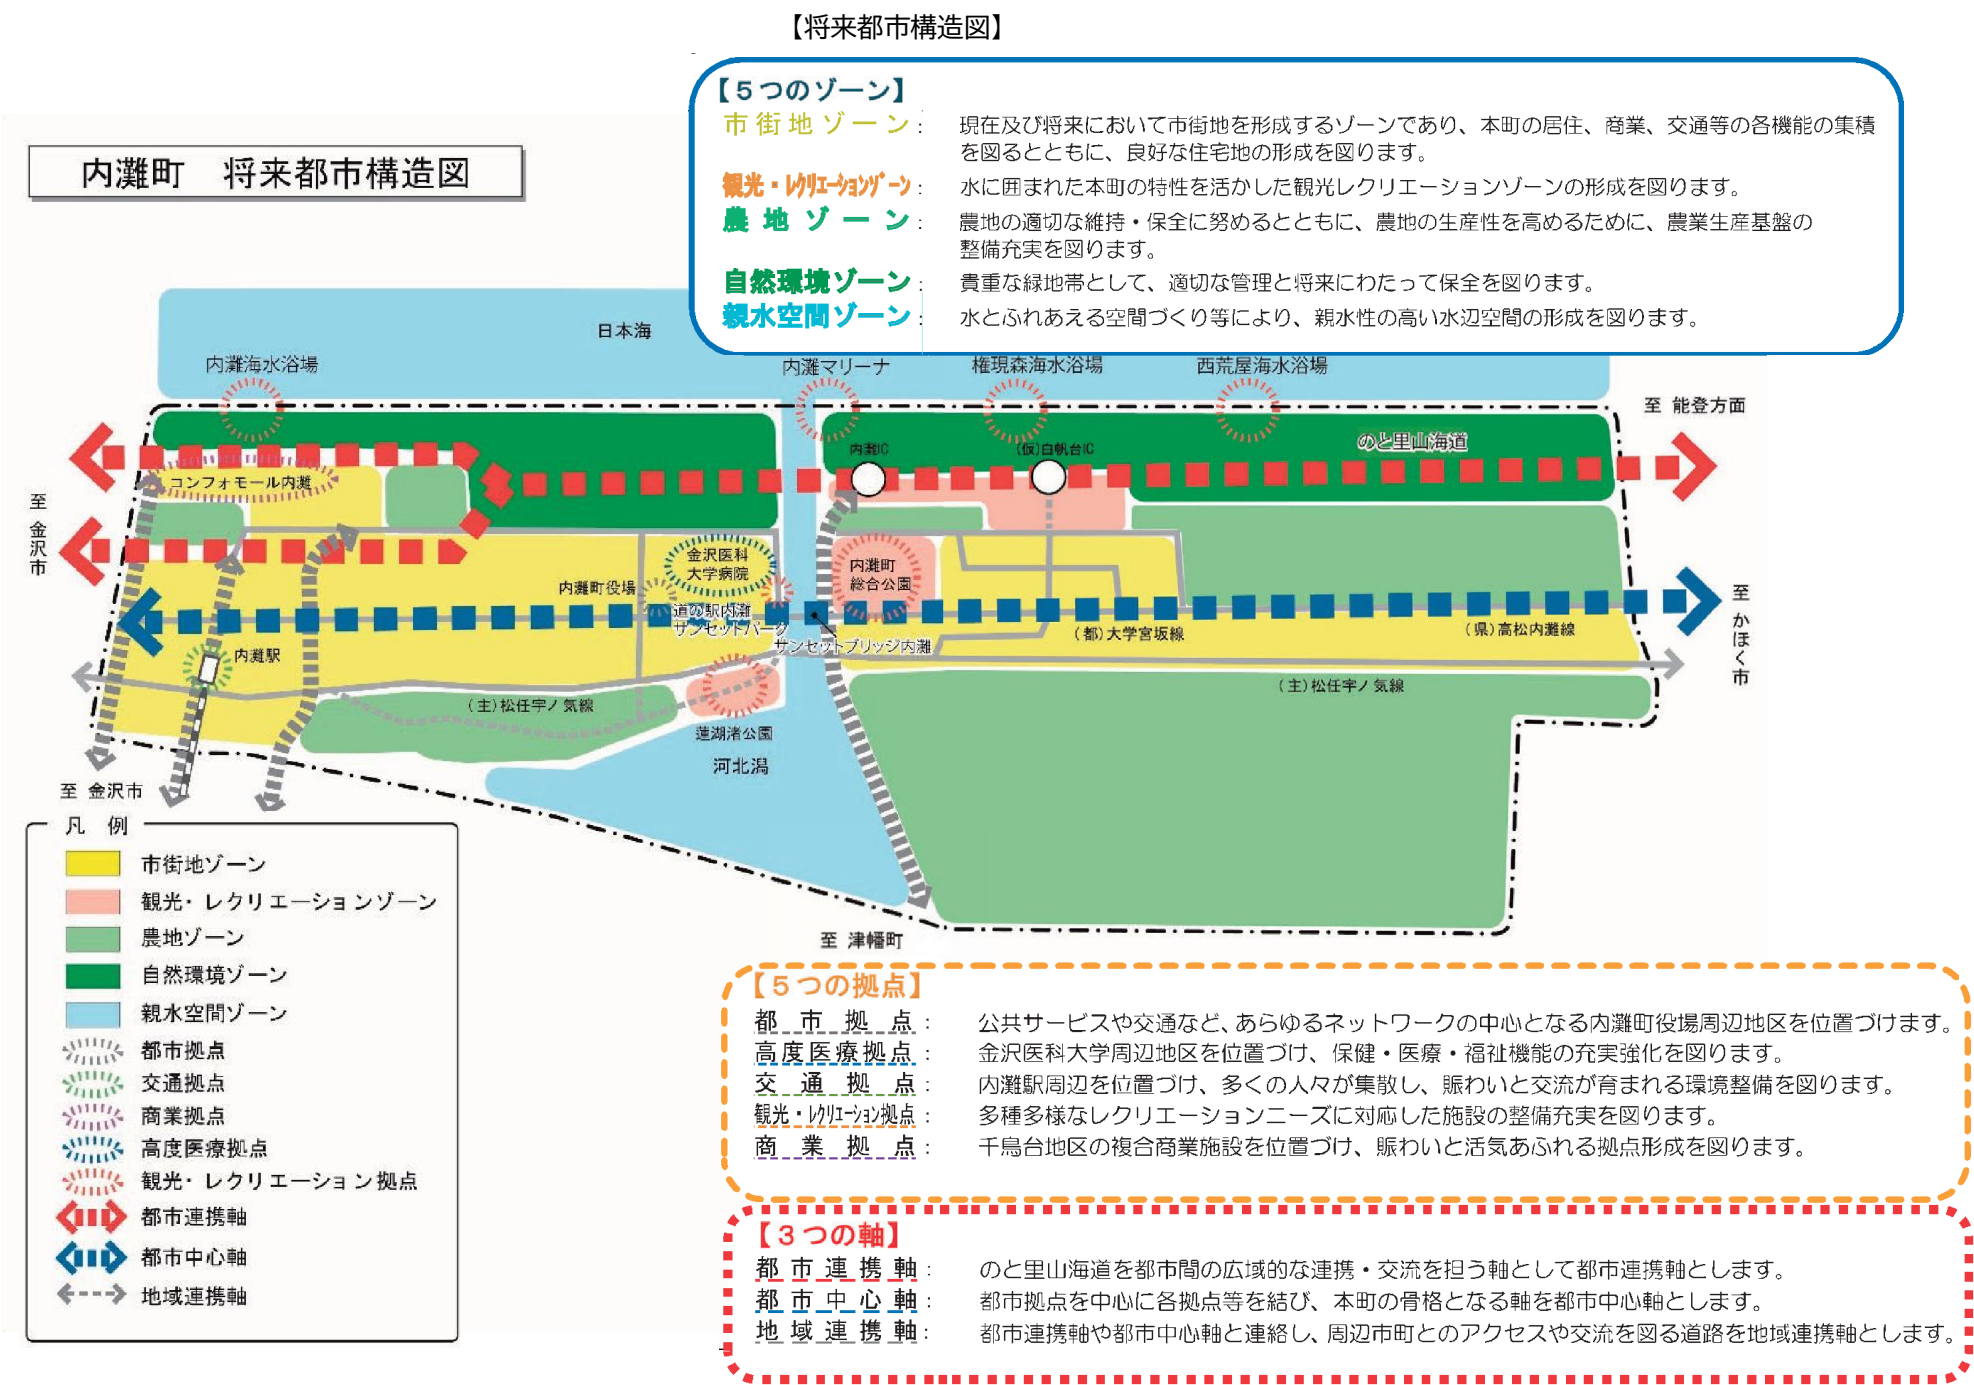 【将来都市構造図】
【5つのゾーン】
市街地ゾーン： 現在及び将来において市街地を形成するゾーンであり、本町の居住、商業、交通等の各機能の集積
を図るとともに、良好な住宅地の形成を図ります。
観光・レクリエーションゾーン： 水に囲まれた本町の特性を活かした観光レクリエーションゾーンの形成を図ります。
農地ゾーン： 農地の適切な維持・保全に努めるとともに、農地の生産性を高めるために、農業生産基盤の
整備充実を図ります。
自然環境ゾーン： 貴重な緑地帯として、適切な管理と将来にわたって保全を図ります。
親水空間ゾーン： 水とふれあえる空間づくり等により、親水性の高い水辺空間の形成を図ります。
内灘町　将来都市構造図
日本海
内灘海水浴場
内灘マリーナ
権現森海水浴場
西荒屋海水浴場
至 能登方面
のと里山海道
内灘IC
(仮)白帆台IC
コンフォモール内灘
至 金沢市
金沢医科
大学病院
内灘町
総合公園
内灘町役場
道の駅内灘
サンセットパーク
サンセットブリッジ内灘
(都)大学宮坂線
(県)高松内灘線
至 かほく市
内灘駅
(主)松任宇ノ気線
(主)松任宇ノ気線
蓮湖渚公園
河北潟
至 金沢市
至 津幡町
凡 例
市街地ゾーン
観光・レクリエーションゾーン
農地ゾーン
自然環境ゾーン
親水空間ゾーン
都市拠点
交通拠点
商業拠点
高度医療拠点
観光・レクリエーション拠点
都市連携軸
都市中心軸
地域連携軸
【5つの拠点】
都市拠点： 公共サービスや交通など、あらゆるネットワークの中心となる内灘町役場周辺地区を位置づけます。
高度医療拠点： 金沢医科大学周辺地区を位置づけ、保健・医療・福祉機能の充実強化を図ります。
交通拠点： 内灘駅周辺を位置づけ、多くの人々が集散し、賑わいと交流が育まれる環境整備を図ります。
観光・レクリエーション拠点： 多種多様なレクリエーションニーズに対応した施設の整備充実を図ります。
商業拠点： 千鳥台地区の複合商業施設を位置づけ、賑わいと活気あふれる拠点形成を図ります。
【3つの軸】
都市連携軸： のと里山海道を都市間の広域的な連携・交流を担う軸として都市連携軸とします。
都市中心軸： 都市拠点を中心に各拠点等を結び、本町の骨格となる軸を都市中心軸とします。
地域連携軸： 都市連携軸や都市中心軸と連絡し、周辺市町とのアクセスや交流を図る道路を地域連携軸とします。